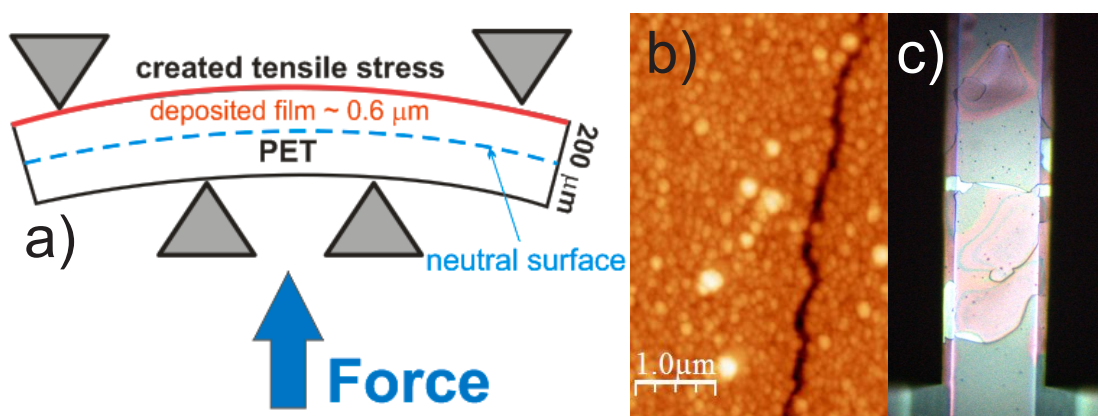 created tensile stress
deposited film ~ 0.6 μm
PET
200 μm
a)
neutral surface
Force
b)
1.0μm
c)